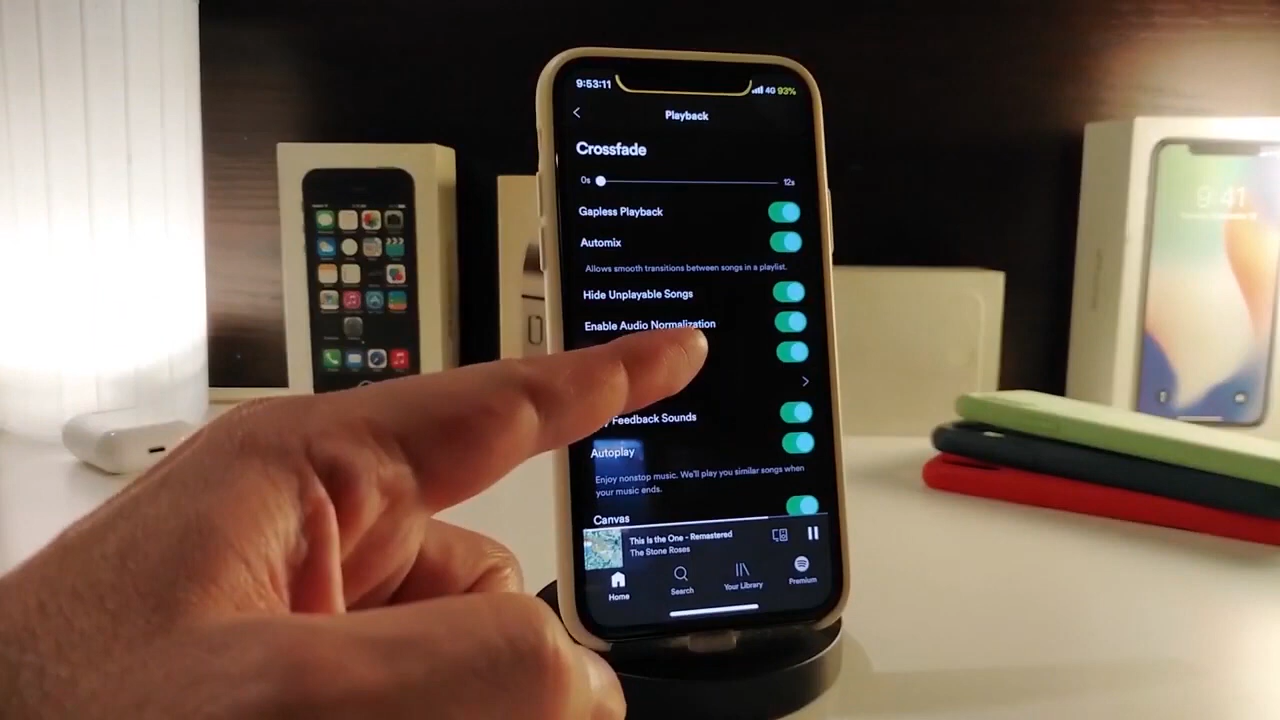 9:53:11
4G 93%
Playback
Crossfade
0s
12s
Gapless Playback
Automix
Allows smooth transitions between songs in a playlist.
Hide Unplayable Songs
Enable Audio Normalization
Feedback Sounds
Autoplay
Enjoy nonstop music. We'll play you similar songs when
your music ends.
Canvas
This Is the One - Remastered
The Stone Roses
Home
Search
Your Library
Premium
9:41